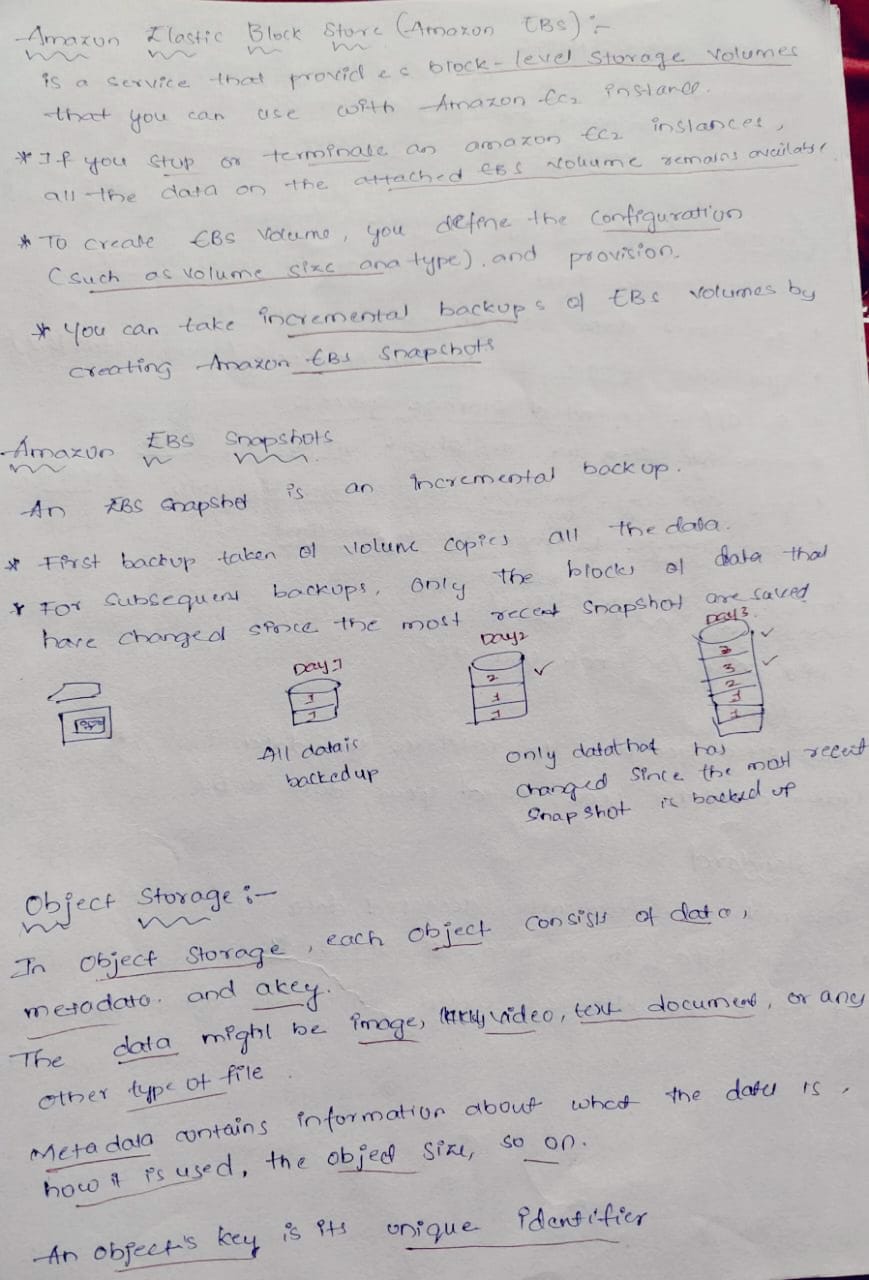 Amazon Elastic Block Store (Amazon EBS) :-
is a service that provides block-level storage volumes
that you can use with Amazon EC2 instance.
* If you stop or terminate an amazon EC2 instances,
all the data on the attached EBS volume remains available
* To create EBS volume, you define the configuration
(such as volume size and type). and provision.
* you can take incremental backups of EBS volumes by
creating Amazon EBS snapshots
Amazon EBS Snapshots
An EBS snapshot is an incremental backup.
* First backup taken of volume copies all the data.
* For subsequent backups, only the blocks of data that
have changed since the most recent snapshot are saved
Day:1 Day2 Day3
1 2 3
1 1 3
1 2
1
1
All data is
backed up
only data that has
changed since the most recent
snapshot is backed up
Object Storage :-
In object storage, each object consists of data,
metadata. and a key.
The data might be image, video, text document, or any
other type of file.
Meta data contains information about what the data is,
how it is used, the object size, so on.
An object's key is its unique identifier